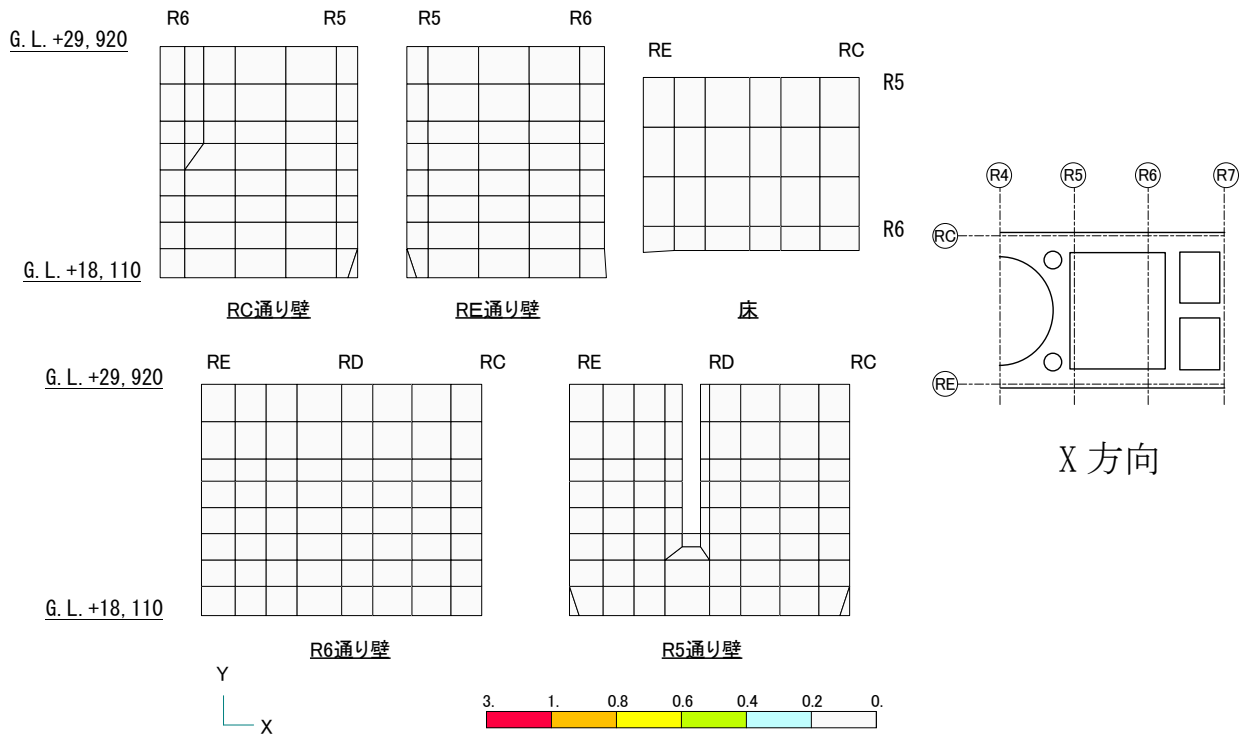 R6 R5 R5 R6
G.L.+29,920
RE RC
R5
R6
G.L.+18,110
RC通り壁 RE通り壁 床
R4 R5 R6 R7
RC
RE
X 方向
RE RD RC RE RD RC
G.L.+29,920
G.L.+18,110
R6通り壁 R5通り壁
Y
X
3. 1. 0.8 0.6 0.4 0.2 0.